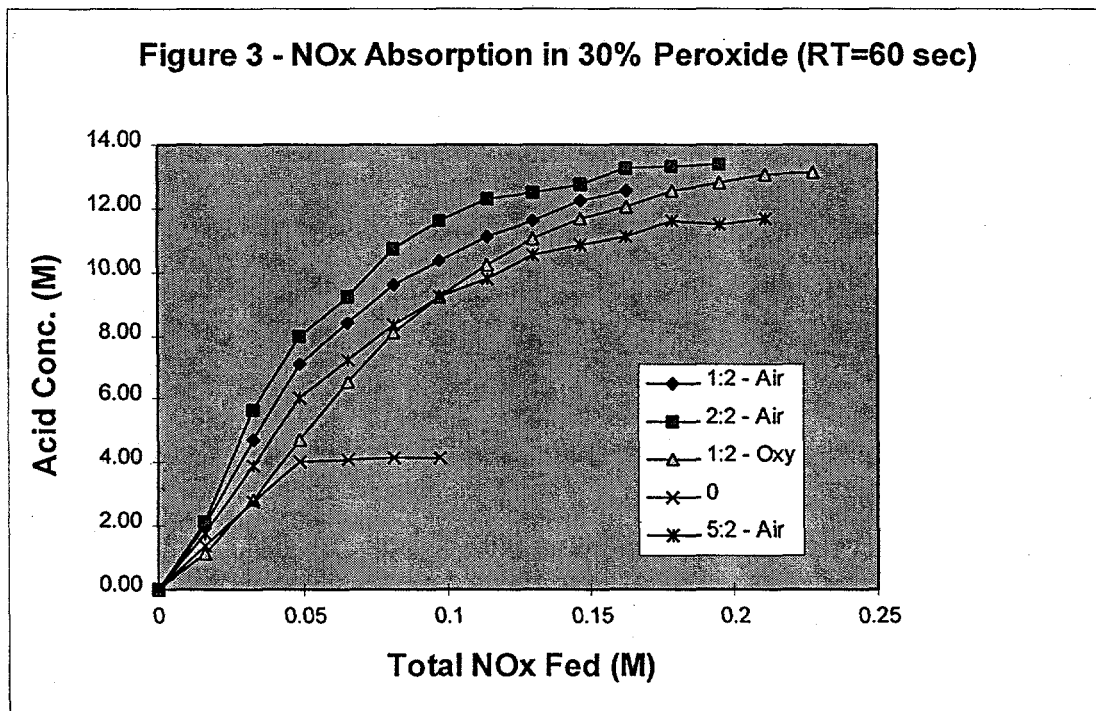 Figure 3 - NOx Absorption in 30% Peroxide (RT=60 sec)
Acid Conc. (M)
14.00
12.00
10.00
8.00
6.00
4.00
2.00
0.00
0
0.05
0.1
0.15
0.2
0.25
Total NOx Fed (M)
1:2 - Air
2:2 - Air
1:2 - Oxy
0
5:2 - Air